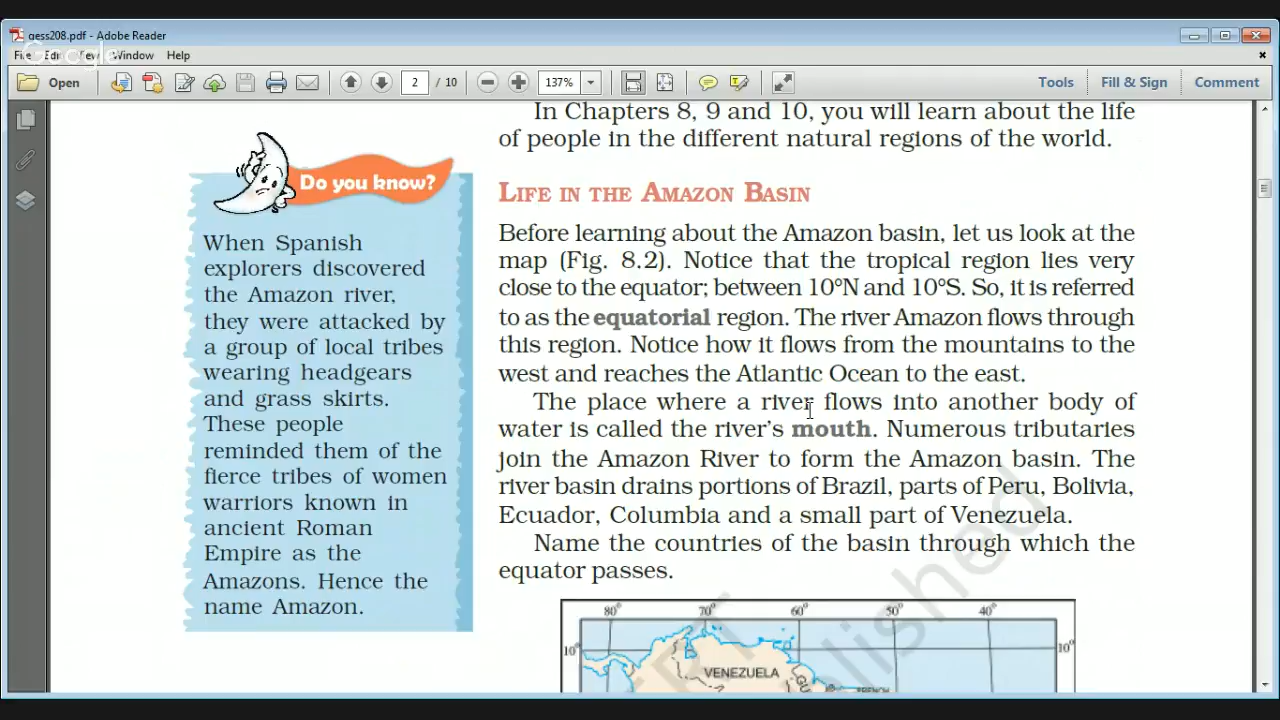 gess208.pdf - Adobe Reader
File Edit View Window Help
Google
Open 2 / 10 137% Tools Fill & Sign Comment
In Chapters 8, 9 and 10, you will learn about the life
of people in the different natural regions of the world.
Do you know?
When Spanish
explorers discovered
the Amazon river,
they were attacked by
a group of local tribes
wearing headgears
and grass skirts.
These people
reminded them of the
fierce tribes of women
warriors known in
ancient Roman
Empire as the
Amazons. Hence the
name Amazon.
LIFE IN THE AMAZON BASIN
Before learning about the Amazon basin, let us look at the
map (Fig. 8.2). Notice that the tropical region lies very
close to the equator; between 10°N and 10°S. So, it is referred
to as the equatorial region. The river Amazon flows through
this region. Notice how it flows from the mountains to the
west and reaches the Atlantic Ocean to the east.
The place where a river flows into another body of
water is called the river's mouth. Numerous tributaries
join the Amazon River to form the Amazon basin. The
river basin drains portions of Brazil, parts of Peru, Bolivia,
Ecuador, Columbia and a small part of Venezuela.
Name the countries of the basin through which the
equator passes.
80° 70° 60° 50° 40°
10° 10°
VENEZUELA
FRENCH